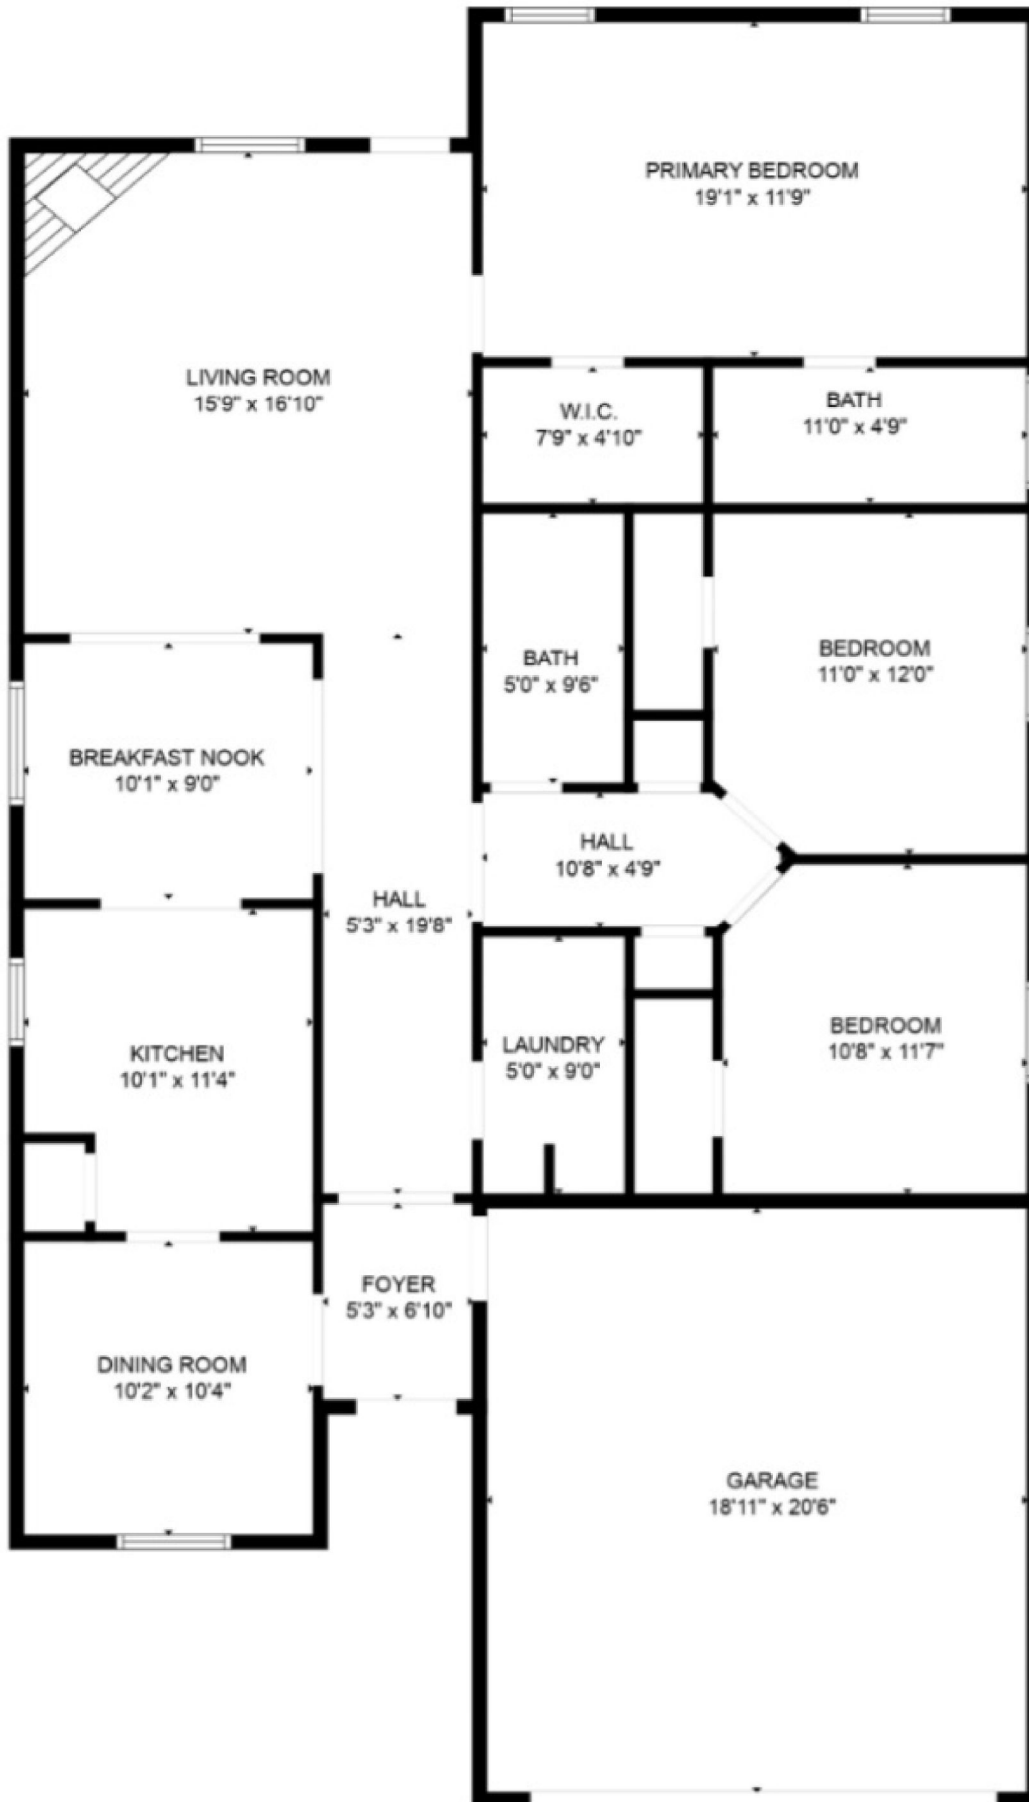 PRIMARY BEDROOM
19'1" x 11'9"
LIVING ROOM
15'9" x 16'10"
W.I.C.
7'9" x 4'10"
BATH
11'0" x 4'9"
BATH
5'0" x 9'6"
BEDROOM
11'0" x 12'0"
BREAKFAST NOOK
10'1" x 9'0"
HALL
10'8" x 4'9"
HALL
5'3" x 19'8"
KITCHEN
10'1" x 11'4"
LAUNDRY
5'0" x 9'0"
BEDROOM
10'8" x 11'7"
FOYER
5'3" x 6'10"
DINING ROOM
10'2" x 10'4"
GARAGE
18'11" x 20'6"